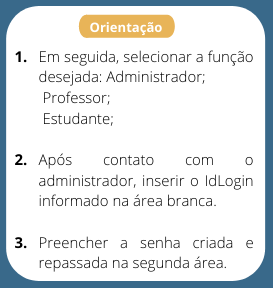 Orientação
1. Em seguida, selecionar a função
desejada: Administrador;
Professor;
Estudante;
2. Após contato com o
administrador, inserir o IdLogin
informado na área branca.
3. Preencher a senha criada e
repassada na segunda área.